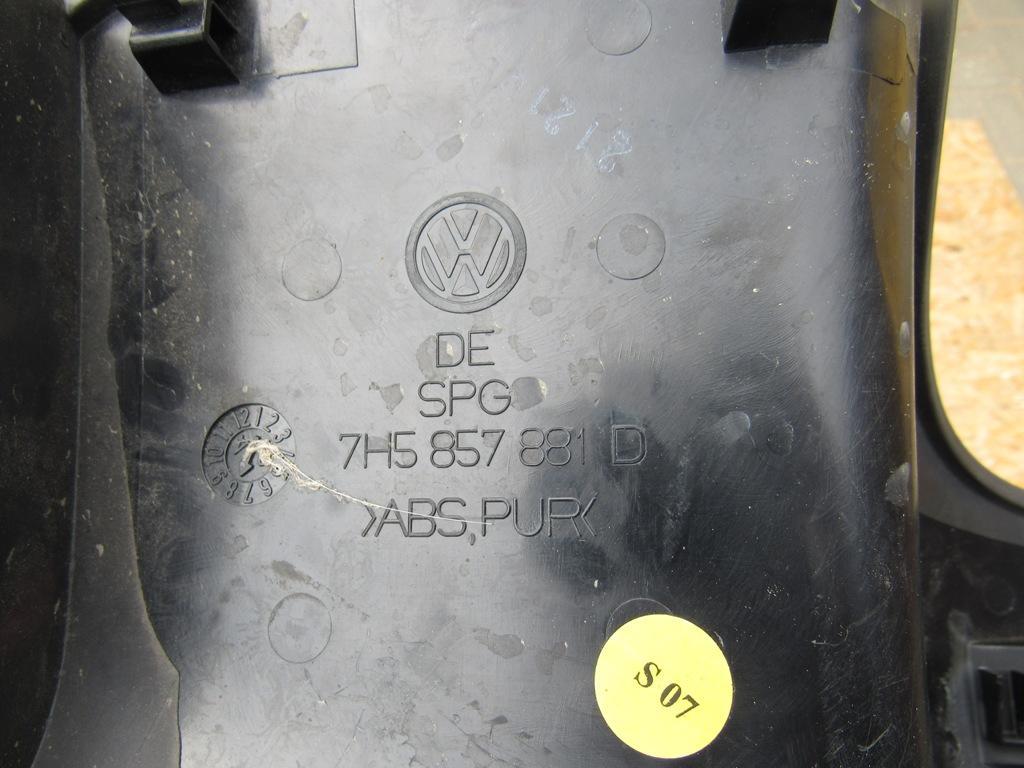 DE
SPG
7H5 857 881 D
>ABS,PUR<
S 07